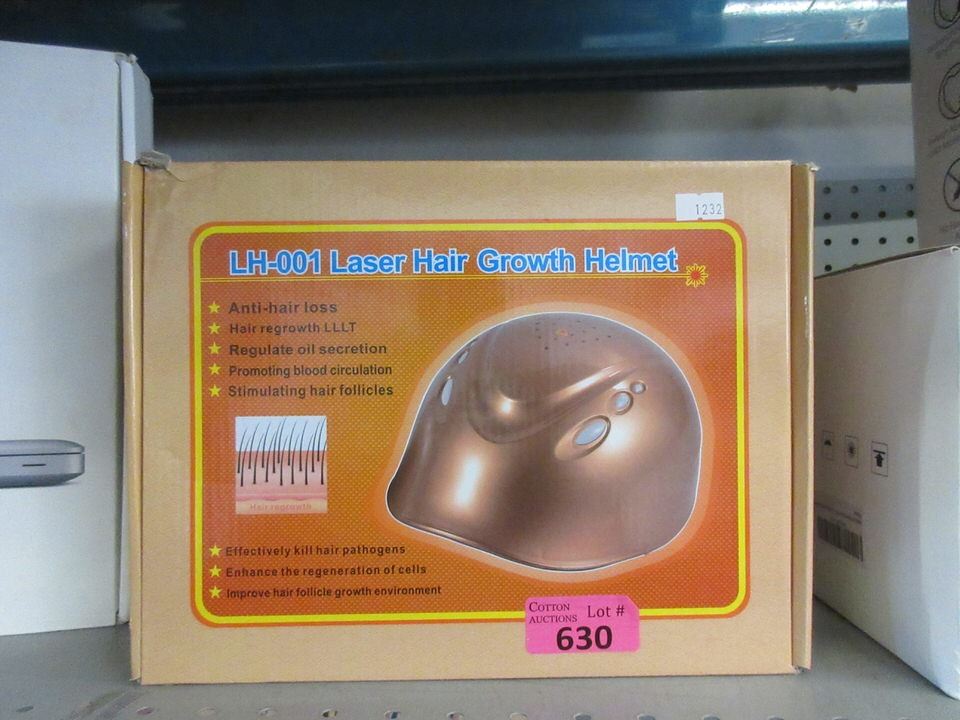 1232
LH-001 Laser Hair Growth Helmet
Anti-hair loss
Hair regrowth LLLT
Regulate oil secretion
Promoting blood circulation
Stimulating hair follicles
Hair regrowth
Effectively kill hair pathogens
Enhance the regeneration of cells
Improve hair follicle growth environment
COTTON
AUCTIONS Lot #
630